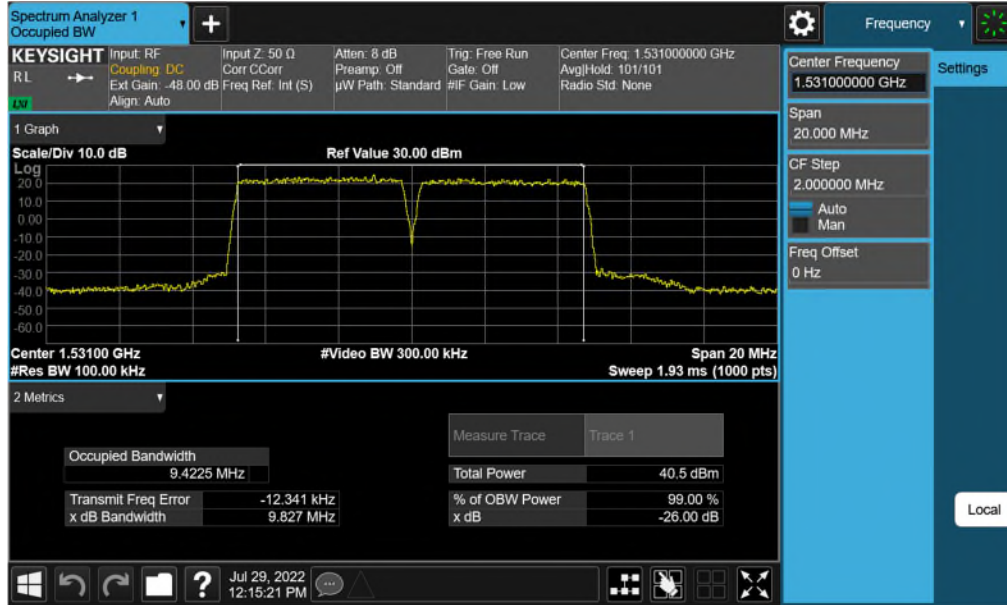 Spectrum Analyzer 1
Occupied BW
+
Frequency
KEYSIGHT
RL
LXI
Input: RF
Coupling: DC
Ext Gain: -48.00 dB
Align: Auto
Input Z: 50 Ω
Corr CCorr
Freq Ref: Int (S)
Atten: 8 dB
Preamp: Off
µW Path: Standard
Trig: Free Run
Gate: Off
#IF Gain: Low
Center Freq: 1.531000000 GHz
Avg|Hold: 101/101
Radio Std: None
Center Frequency
1.531000000 GHz
Settings
Span
20.000 MHz
CF Step
2.000000 MHz
Auto
Man
Freq Offset
0 Hz
Local
1 Graph
Scale/Div 10.0 dB
Ref Value 30.00 dBm
Log
20.0
10.0
0.00
-10.0
-20.0
-30.0
-40.0
-50.0
-60.0
Center 1.53100 GHz
#Video BW 300.00 kHz
Span 20 MHz
#Res BW 100.00 kHz
Sweep 1.93 ms (1000 pts)
2 Metrics
Measure Trace
Trace 1
Occupied Bandwidth
9.4225 MHz
Total Power
40.5 dBm
Transmit Freq Error
-12.341 kHz
% of OBW Power
99.00 %
x dB Bandwidth
9.827 MHz
x dB
-26.00 dB
?
Jul 29, 2022
12:15:21 PM